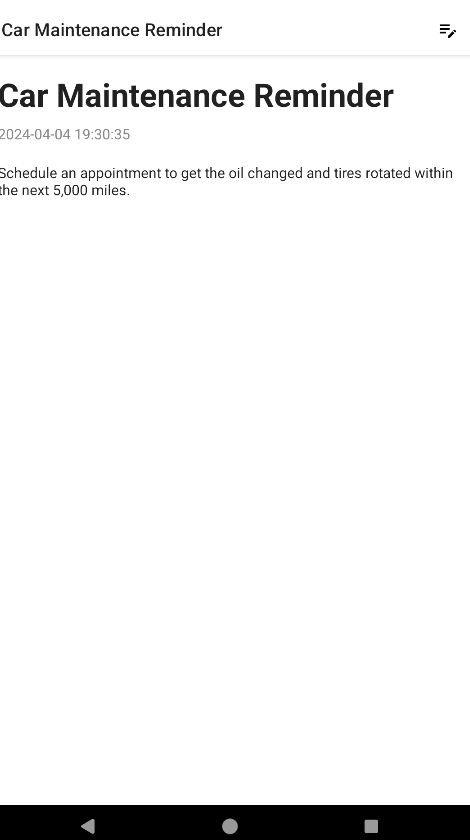 Car Maintenance Reminder
Car Maintenance Reminder
2024-04-04 19:30:35
Schedule an appointment to get the oil changed and tires rotated within
the next 5,000 miles.